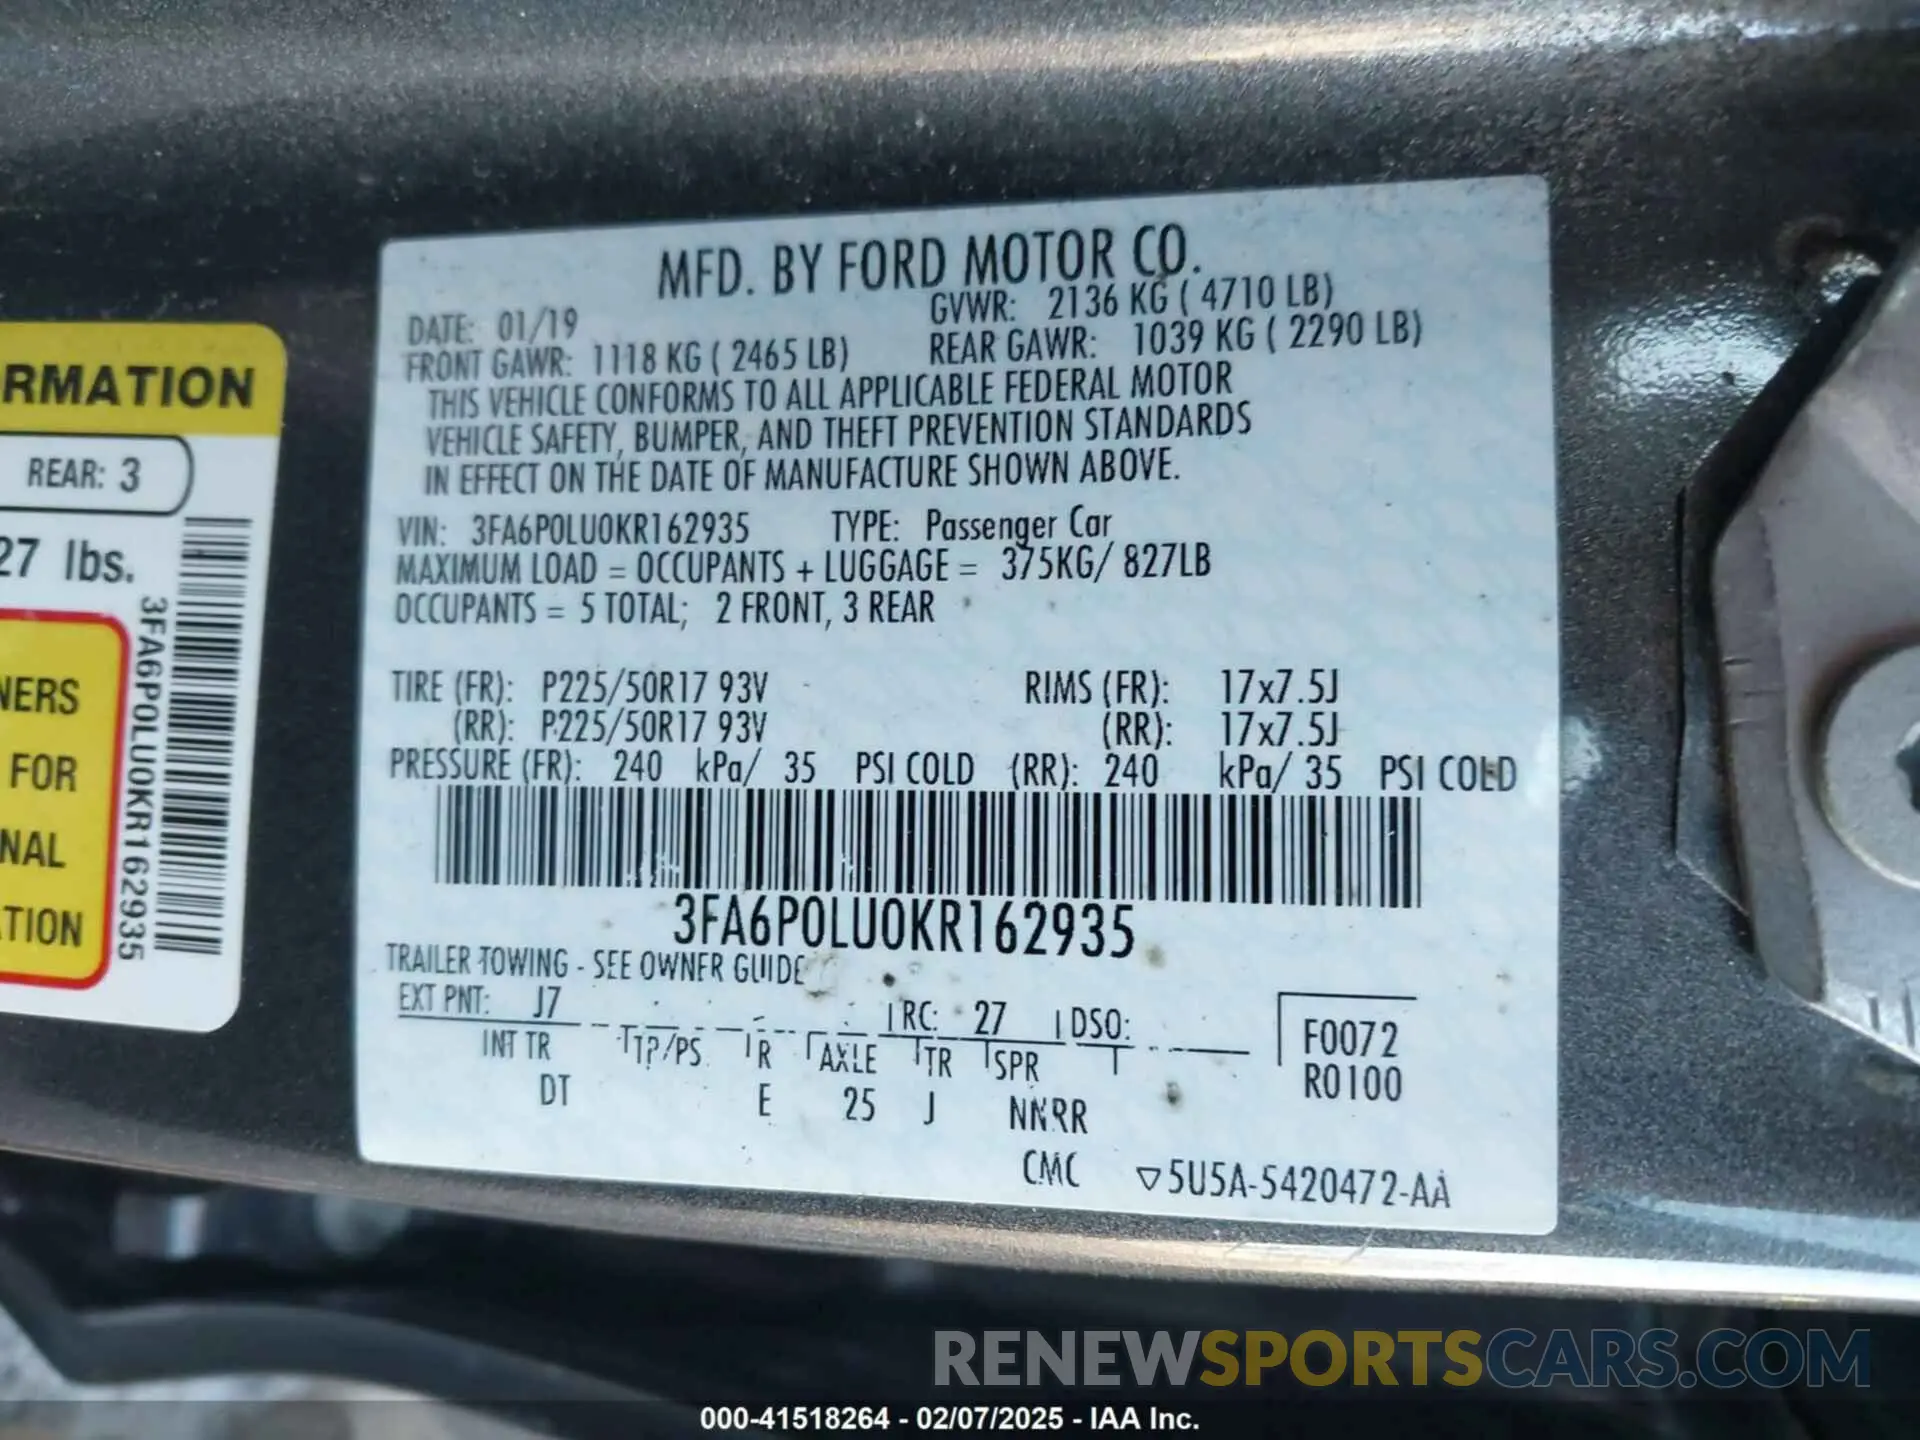 RMATION
REAR: 3
27 lbs.
NERS
FOR
NAL
TION
3FA6P0LU0KR162935
MFD. BY FORD MOTOR CO.
DATE: 01/19 GVWR: 2136 KG ( 4710 LB)
FRONT GAWR: 1118 KG ( 2465 LB) REAR GAWR: 1039 KG ( 2290 LB)
THIS VEHICLE CONFORMS TO ALL APPLICABLE FEDERAL MOTOR
VEHICLE SAFETY, BUMPER, AND THEFT PREVENTION STANDARDS
IN EFFECT ON THE DATE OF MANUFACTURE SHOWN ABOVE.
VIN: 3FA6P0LU0KR162935 TYPE: Passenger Car
MAXIMUM LOAD = OCCUPANTS + LUGGAGE = 375KG/ 827LB
OCCUPANTS = 5 TOTAL; 2 FRONT, 3 REAR
TIRE (FR): P225/50R17 93V RIMS (FR): 17x7.5J
(RR): P225/50R17 93V (RR): 17x7.5J
PRESSURE (FR): 240 kPa/ 35 PSI COLD (RR): 240 kPa/ 35 PSI COLD
3FA6P0LU0KR162935
TRAILER TOWING - SEE OWNER GUIDE
EXT PNT: J7 RC: 27 DSO:
INT TR TP/PS R AXLE TR SPR
DT E 25 J NNRR
F0072
R0100
CMC ▽5U5A-5420472-AA
RENEWSPORTSCARS.COM
000-41518264 - 02/07/2025 - IAA Inc.